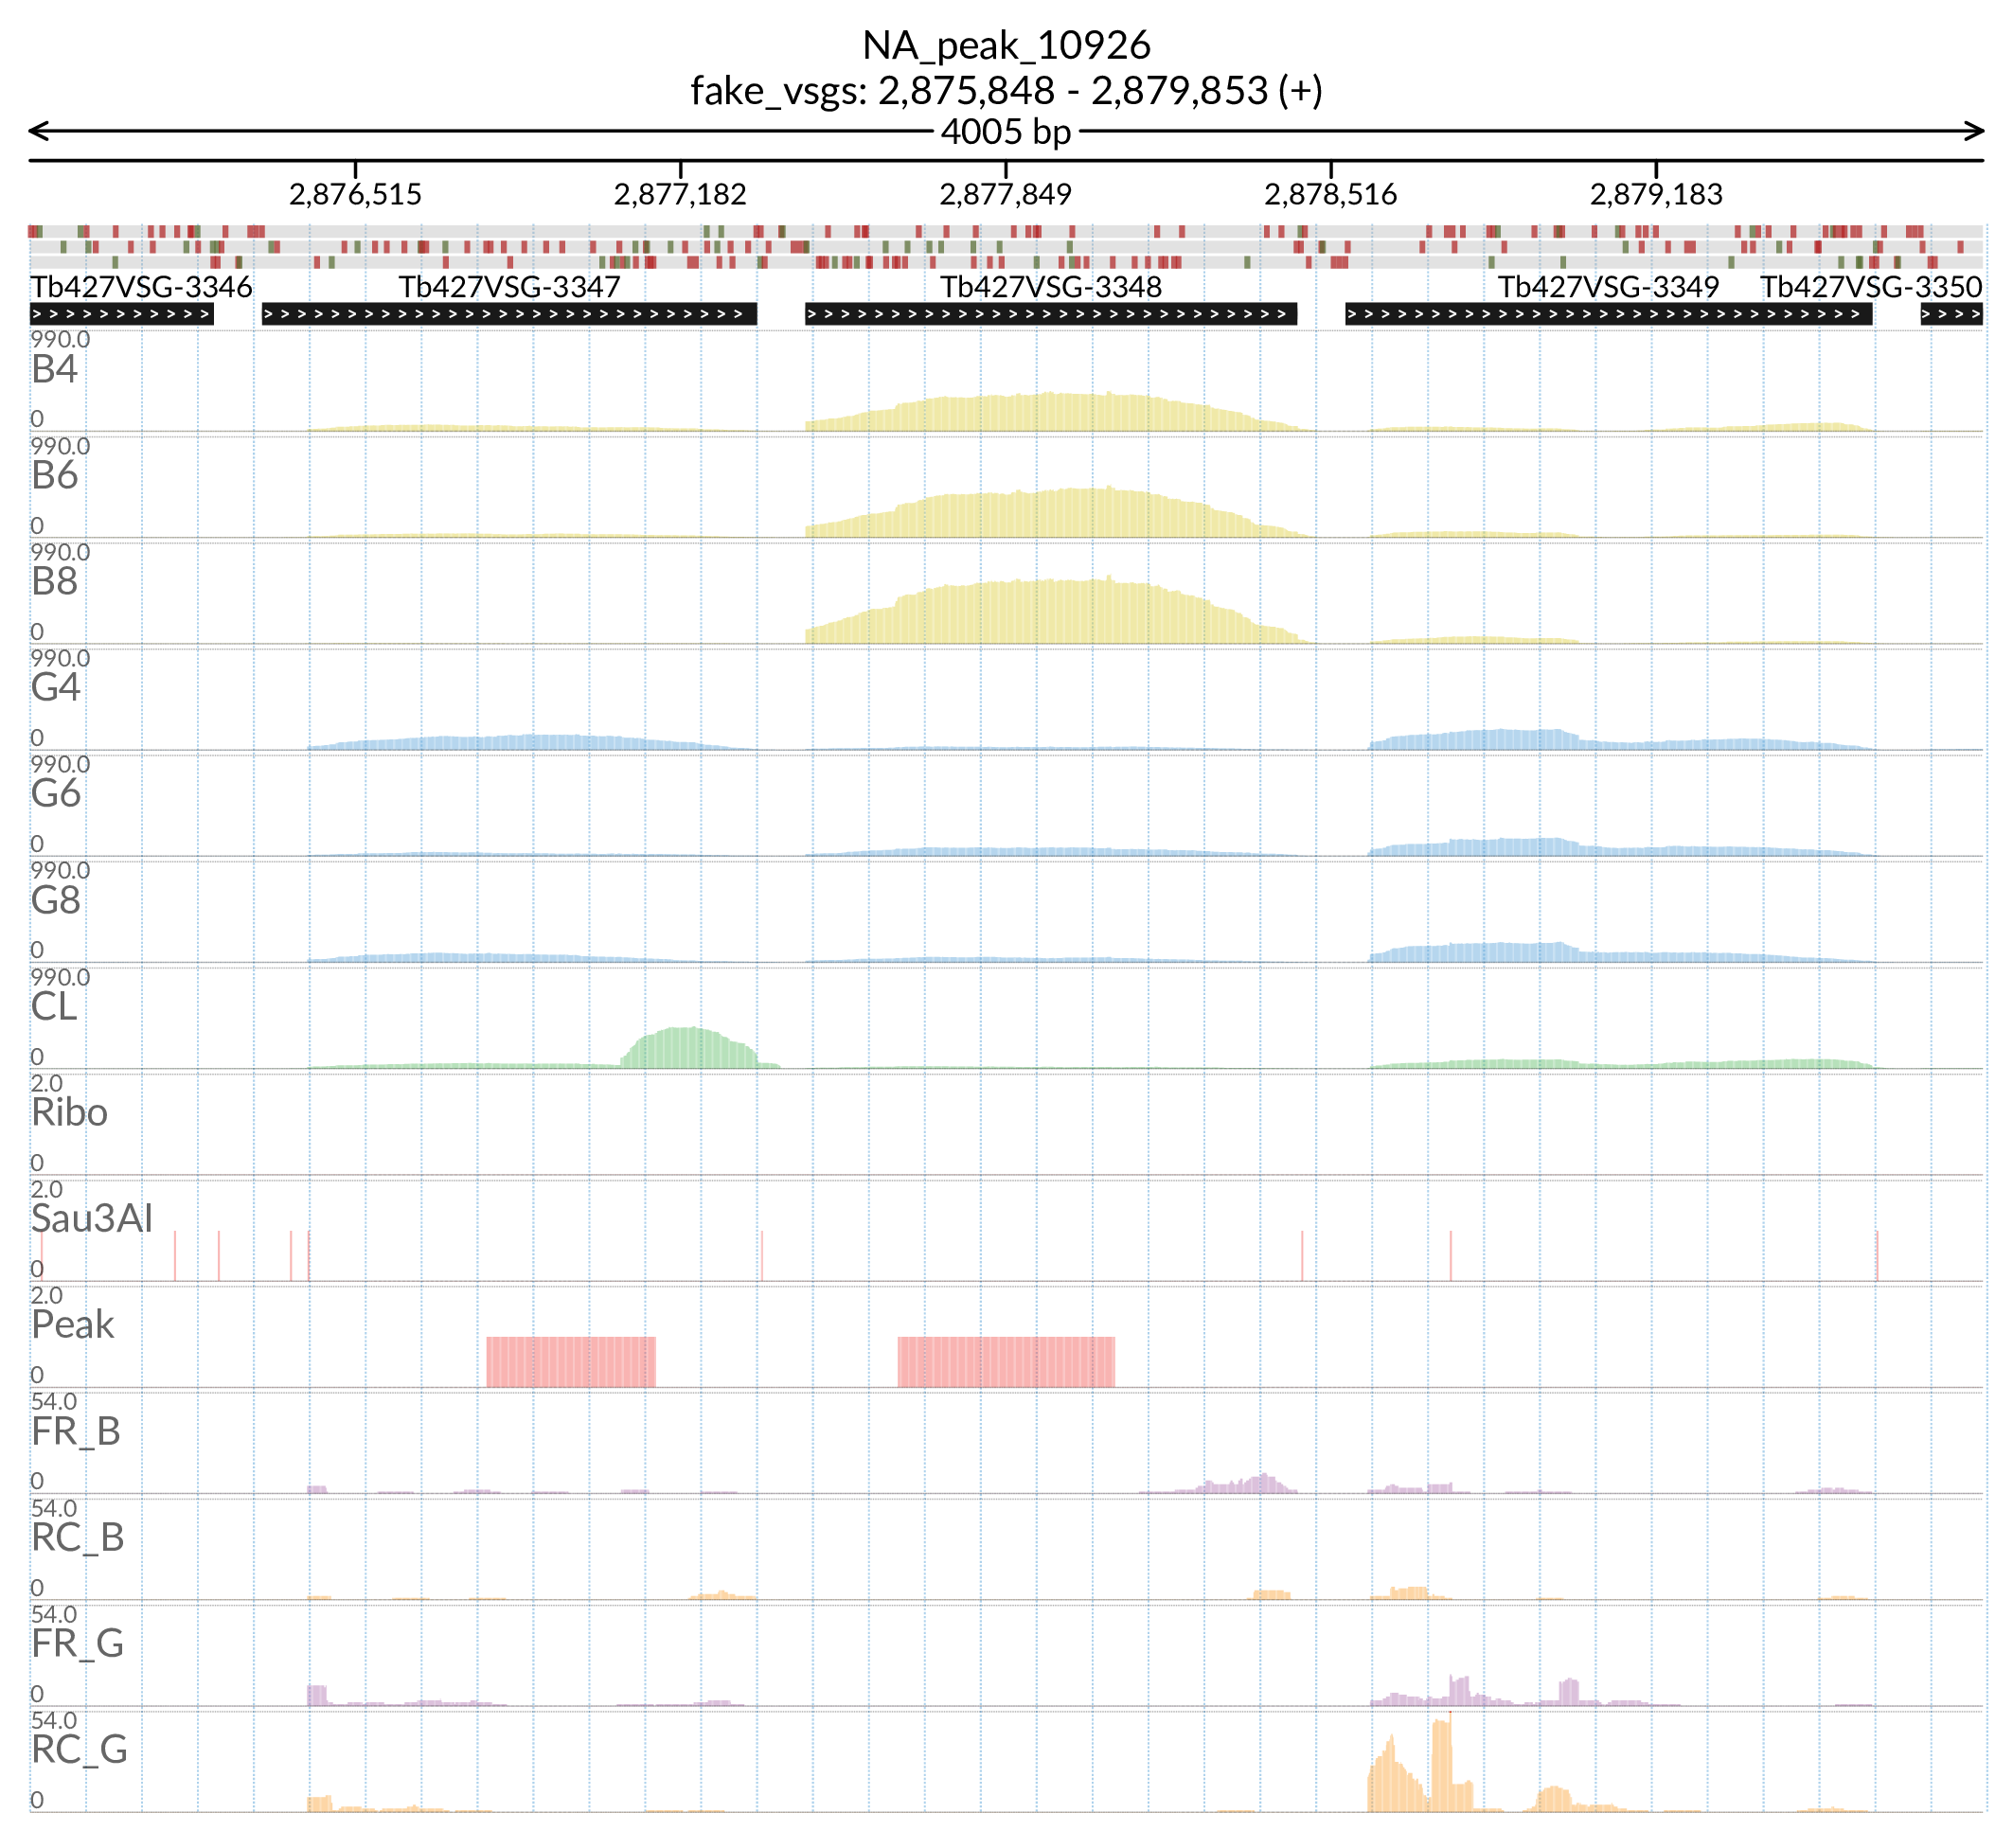 NA_peak_10926
fake_vsgs: 2,875,848 - 2,879,853 (+)
4005 bp
2,876,515 2,877,182 2,877,849 2,878,516 2,879,183
Tb427VSG-3346 Tb427VSG-3347 Tb427VSG-3348 Tb427VSG-3349 Tb427VSG-3350
990.0
B4
0
990.0
B6
0
990.0
B8
0
990.0
G4
0
990.0
G6
0
990.0
G8
0
990.0
CL
0
2.0
Ribo
0
2.0
Sau3AI
0
2.0
Peak
0
54.0
FR_B
0
54.0
RC_B
0
54.0
FR_G
0
54.0
RC_G
0